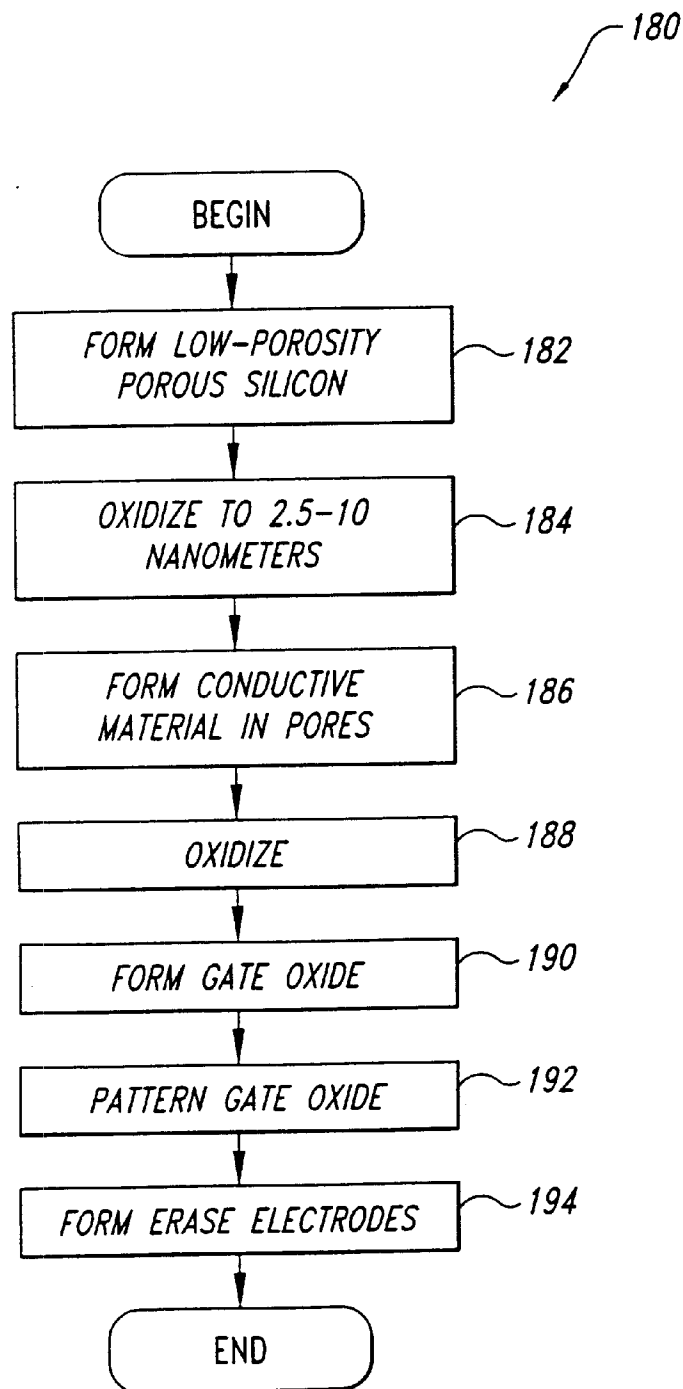 180
BEGIN
FORM LOW-POROSITY
POROUS SILICON
182
OXIDIZE TO 2.5-10
NANOMETERS
184
FORM CONDUCTIVE
MATERIAL IN PORES
186
OXIDIZE
188
FORM GATE OXIDE
190
PATTERN GATE OXIDE
192
FORM ERASE ELECTRODES
194
END